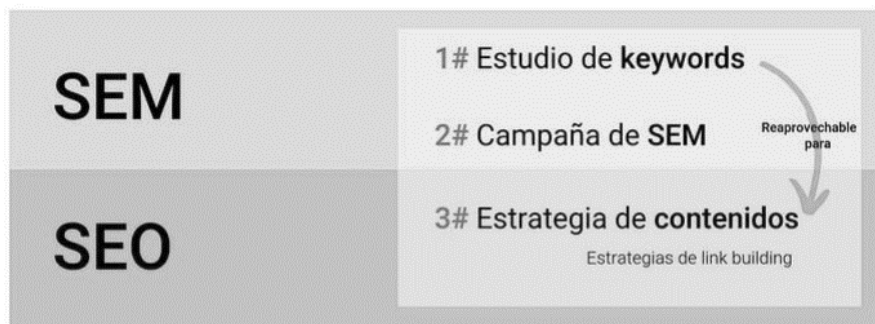 SEM
1# Estudio de keywords
2# Campaña de SEM
Reaprovechable
para
SEO
3# Estrategia de contenidos
Estrategias de link building